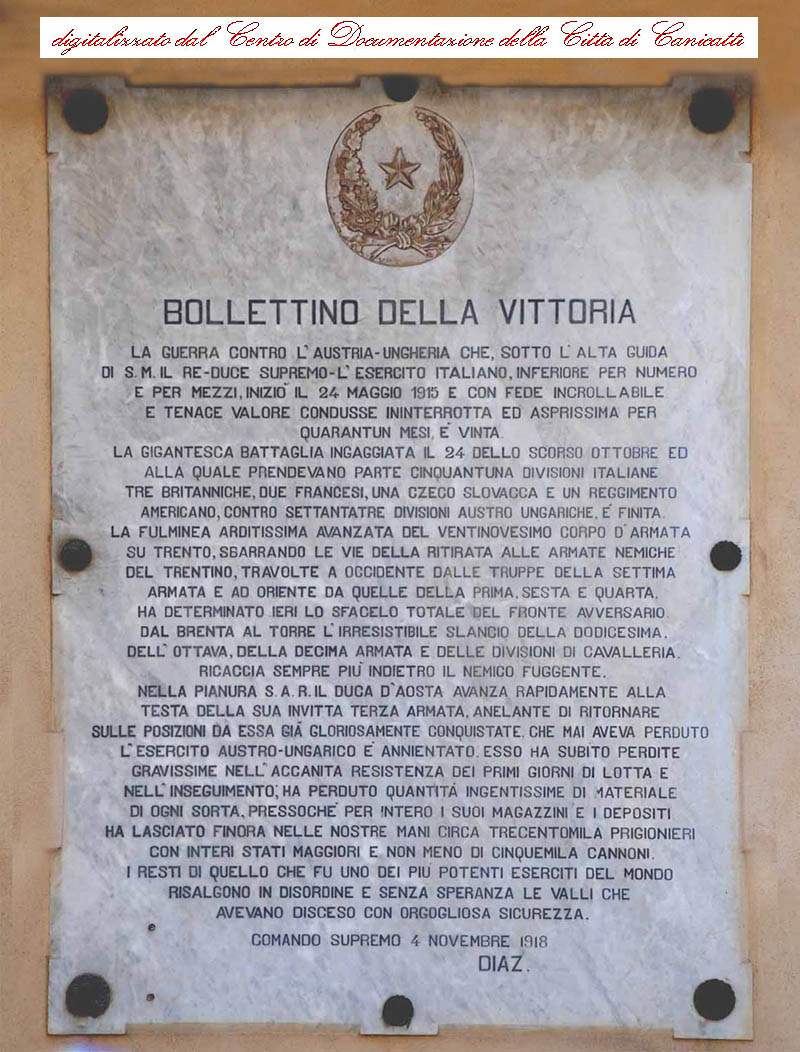 digitalizzato dal Centro di Documentazione della Città di Canicattì
BOLLETTINO DELLA VITTORIA
LA GUERRA CONTRO L'AUSTRIA-UNGHERIA CHE, SOTTO L'ALTA GUIDA
DI S.M. IL RE-DUCE SUPREMO-L'ESERCITO ITALIANO, INFERIORE PER NUMERO
E PER MEZZI, INIZIO' IL 24 MAGGIO 1915 E CON FEDE INCROLLABILE
E TENACE VALORE CONDUSSE ININTERROTTA ED ASPRISSIMA PER
QUARANTUN MESI, E' VINTA.
LA GIGANTESCA BATTAGLIA INGAGGIATA IL 24 DELLO SCORSO OTTOBRE ED
ALLA QUALE PRENDEVANO PARTE CINQUANTUNA DIVISIONI ITALIANE
TRE BRITANNICHE, DUE FRANCESI, UNA CZECO SLOVACCA E UN REGGIMENTO
AMERICANO, CONTRO SETTANTATRE DIVISIONI AUSTRO UNGARICHE, E' FINITA.
LA FULMINEA ARDITISSIMA AVANZATA DEL VENTINOVESIMO CORPO D'ARMATA
SU TRENTO, SBARRANDO LE VIE DELLA RITIRATA ALLE ARMATE NEMICHE
DEL TRENTINO, TRAVOLTE A OCCIDENTE DALLE TRUPPE DELLA SETTIMA
ARMATA E AD ORIENTE DA QUELLE DELLA PRIMA, SESTA E QUARTA,
HA DETERMINATO IERI LO SFACELO TOTALE DEL FRONTE AVVERSARIO.
DAL BRENTA AL TORRE L'IRRESISTIBILE SLANCIO DELLA DODICESIMA,
DELL'OTTAVA, DELLA DECIMA ARMATA E DELLE DIVISIONI DI CAVALLERIA,
RICACCIA SEMPRE PIU' INDIETRO IL NEMICO FUGGENTE.
NELLA PIANURA S.A.R. IL DUCA D'AOSTA AVANZA RAPIDAMENTE ALLA
TESTA DELLA SUA INVITTA TERZA ARMATA, ANELANTE DI RITORNARE
SULLE POSIZIONI DA ESSA GIÁ GLORIOSAMENTE CONQUISTATE, CHE MAI AVEVA PERDUTO
L'ESERCITO AUSTRO-UNGARICO E' ANNIENTATO. ESSO HA SUBITO PERDITE
GRAVISSIME NELL'ACCANITA RESISTENZA DEI PRIMI GIORNI DI LOTTA E
NELL'INSEGUIMENTO; HA PERDUTO QUANTITÁ INGENTISSIME DI MATERIALE
DI OGNI SORTA, PRESSOCHE' PER INTERO I SUOI MAGAZZINI E I DEPOSITI
HA LASCIATO FINORA NELLE NOSTRE MANI CIRCA TRECENTOMILA PRIGIONIERI
CON INTERI STATI MAGGIORI E NON MENO DI CINQUEMILA CANNONI.
I RESTI DI QUELLO CHE FU UNO DEI PIU' POTENTI ESERCITI DEL MONDO
RISALGONO IN DISORDINE E SENZA SPERANZA LE VALLI CHE
AVEVANO DISCESO CON ORGOGLIOSA SICUREZZA.
COMANDO SUPREMO 4 NOVEMBRE 1918
DIAZ.